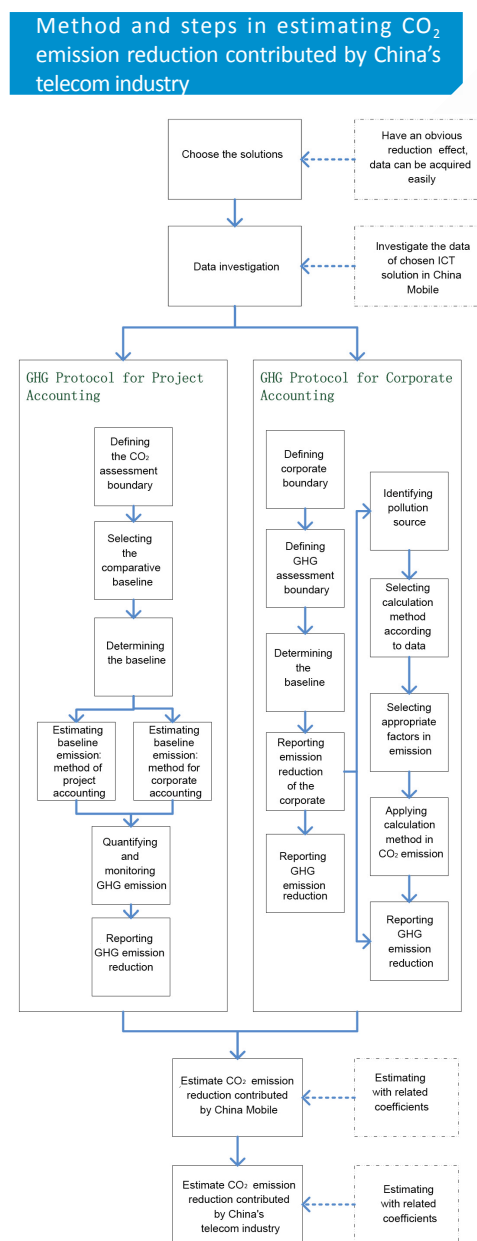 Method and steps in estimating CO₂
emission reduction contributed by China's
telecom industry
Choose the solutions
Have an obvious
reduction effect,
data can be acquired
easily
Data investigation
Investigate the data
of chosen ICT
solution in China
Mobile
GHG Protocol for Project
Accounting
Defining
the CO₂
assessment
boundary
Selecting
the
comparative
baseline
Determining
the baseline
Estimating
baseline
emission:
method of
project
accounting
Estimating
baseline
emission:
method for
corporate
accounting
Quantifying
and
monitoring
GHG emission
Reporting
GHG emission
reduction
GHG Protocol for Corporate
Accounting
Defining
corporate
boundary
Defining
GHG
assessment
boundary
Determining
the
baseline
Reporting
emission
reduction
of the
corporate
Reporting
GHG
emission
reduction
Identifying
pollution
source
Selecting
calculation
method
according
to data
Selecting
appropriate
factors in
emission
Applying
calculation
method in
CO₂ emission
Reporting
GHG
emission
reduction
Estimate CO₂ emission
reduction contributed
by China Mobile
Estimating
with related
coefficients
Estimate CO₂ emission
reduction contributed
by China's
telecom industry
Estimating
with related
coefficients